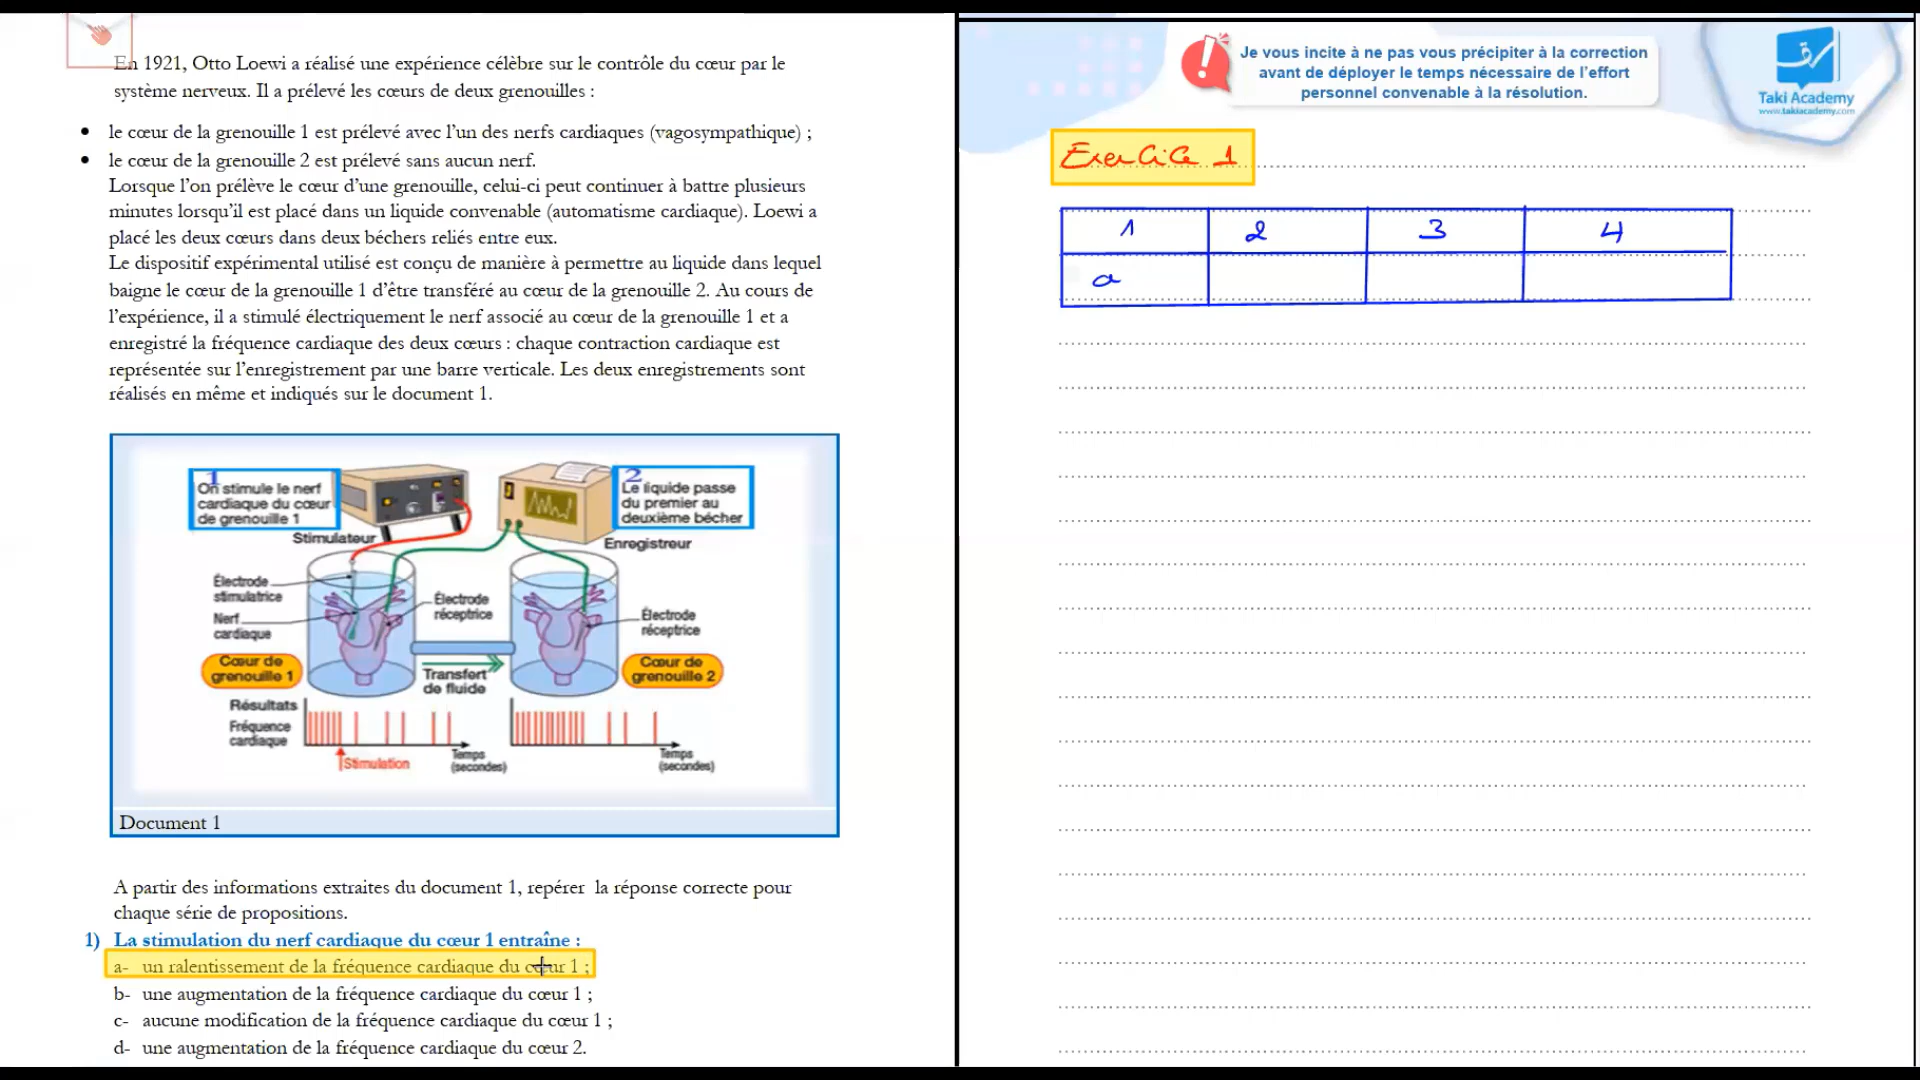 En 1921, Otto Loewi a réalisé une expérience célèbre sur le contrôle du cœur par le
système nerveux. Il a prélevé les cœurs de deux grenouilles :
• le cœur de la grenouille 1 est prélevé avec l'un des nerfs cardiaques (vagosympathique) ;
• le cœur de la grenouille 2 est prélevé sans aucun nerf.
Lorsque l'on prélève le cœur d'une grenouille, celui-ci peut continuer à battre plusieurs
minutes lorsqu'il est placé dans un liquide convenable (automatisme cardiaque). Loewi a
placé les deux cœurs dans deux béchers reliés entre eux.
Le dispositif expérimental utilisé est conçu de manière à permettre au liquide dans lequel
baigne le cœur de la grenouille 1 d'être transféré au cœur de la grenouille 2. Au cours de
l'expérience, il a stimulé électriquement le nerf associé au cœur de la grenouille 1 et a
enregistré la fréquence cardiaque des deux cœurs : chaque contraction cardiaque est
représentée sur l'enregistrement par une barre verticale. Les deux enregistrements sont
réalisés en même et indiqués sur le document 1.
1
On stimule le nerf
cardiaque du cœur
de grenouille 1
Stimulateur
2
Le liquide passe
du premier au
deuxième bécher
Enregistreur
Électrode
stimulatrice
Nerf
cardiaque
Électrode
réceptrice
Électrode
réceptrice
Cœur de
grenouille 1
Transfert
de fluide
Cœur de
grenouille 2
Résultats
Fréquence
cardiaque
Stimulation
Temps
(secondes)
Temps
(secondes)
Document 1
A partir des informations extraites du document 1, repérer la réponse correcte pour
chaque série de propositions.
1) La stimulation du nerf cardiaque du cœur 1 entraîne :
a- un ralentissement de la fréquence cardiaque du cœur 1 ;
b- une augmentation de la fréquence cardiaque du cœur 1 ;
c- aucune modification de la fréquence cardiaque du cœur 1 ;
d- une augmentation de la fréquence cardiaque du cœur 2.
Je vous incite à ne pas vous précipiter à la correction
avant de déployer le temps nécessaire de l'effort
personnel convenable à la résolution.
Taki Academy
www.takiacademy.com
Exercice 1
1 2 3 4
a